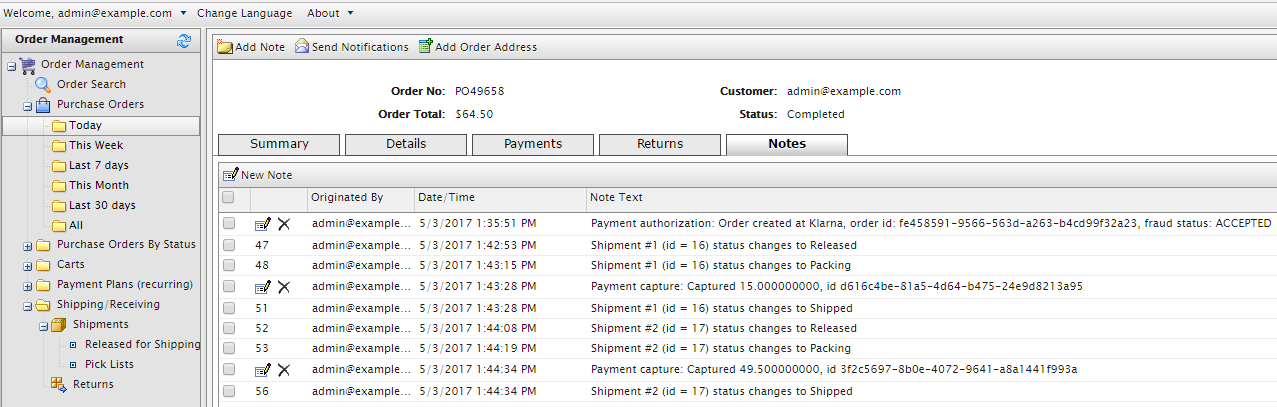 Welcome, admin@example.com Change Language About
Order Management
Order Management
Order Search
Purchase Orders
Today
This Week
Last 7 days
This Month
Last 30 days
All
Purchase Orders By Status
Carts
Payment Plans (recurring)
Shipping/Receiving
Shipments
Released for Shipping
Pick Lists
Returns
Add Note Send Notifications Add Order Address
Order No: PO49658 Customer: admin@example.com
Order Total: $64.50 Status: Completed
Summary Details Payments Returns Notes
New Note
Originated By Date/Time Note Text
admin@example... 5/3/2017 1:35:51 PM Payment authorization: Order created at Klarna, order id: fe458591-9566-563d-a263-b4cd99f32a23, fraud status: ACCEPTED
47 admin@example... 5/3/2017 1:42:53 PM Shipment #1 (id = 16) status changes to Released
48 admin@example... 5/3/2017 1:43:15 PM Shipment #1 (id = 16) status changes to Packing
admin@example... 5/3/2017 1:43:28 PM Payment capture: Captured 15.000000000, id d616c4be-81a5-4d64-b475-24e9d8213a95
51 admin@example... 5/3/2017 1:43:28 PM Shipment #1 (id = 16) status changes to Shipped
52 admin@example... 5/3/2017 1:44:08 PM Shipment #2 (id = 17) status changes to Released
53 admin@example... 5/3/2017 1:44:19 PM Shipment #2 (id = 17) status changes to Packing
admin@example... 5/3/2017 1:44:34 PM Payment capture: Captured 49.500000000, id 3f2c5697-8b0e-4072-9641-a8a1441f993a
56 admin@example... 5/3/2017 1:44:34 PM Shipment #2 (id = 17) status changes to Shipped